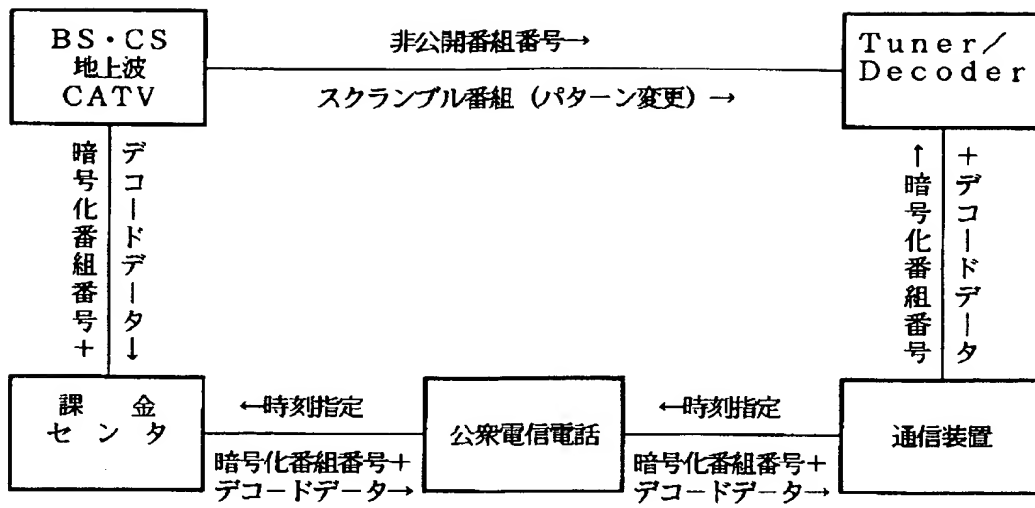 BS・CS
地上波
CATV
非公開番組番号→
スクランブル番組（パターン変更）→
Tuner／
Decoder
暗号化番組番号＋
デコードデータ↓
↑暗号化番組番号
＋デコードデータ
課　金
センタ
←時刻指定
暗号化番組番号＋
デコードデータ→
公衆電信電話
←時刻指定
暗号化番組番号＋
デコードデータ→
通信装置